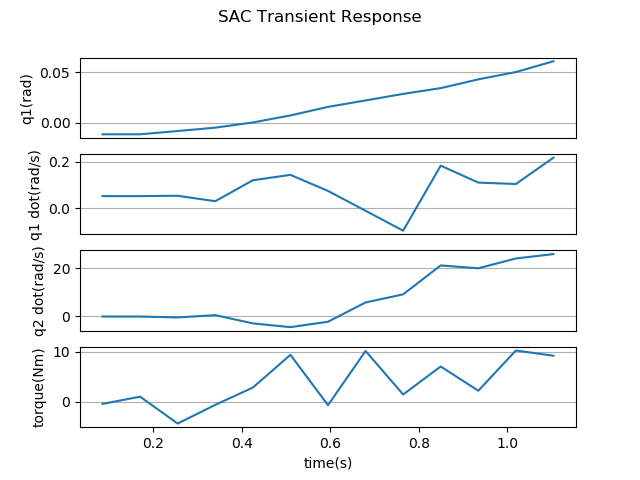 SAC Transient Response
q1(rad)
0.05
0.00
q1 dot(rad/s)
0.2
0.0
q2 dot(rad/s)
20
0
torque(Nm)
10
0
0.2 0.4 0.6 0.8 1.0
time(s)